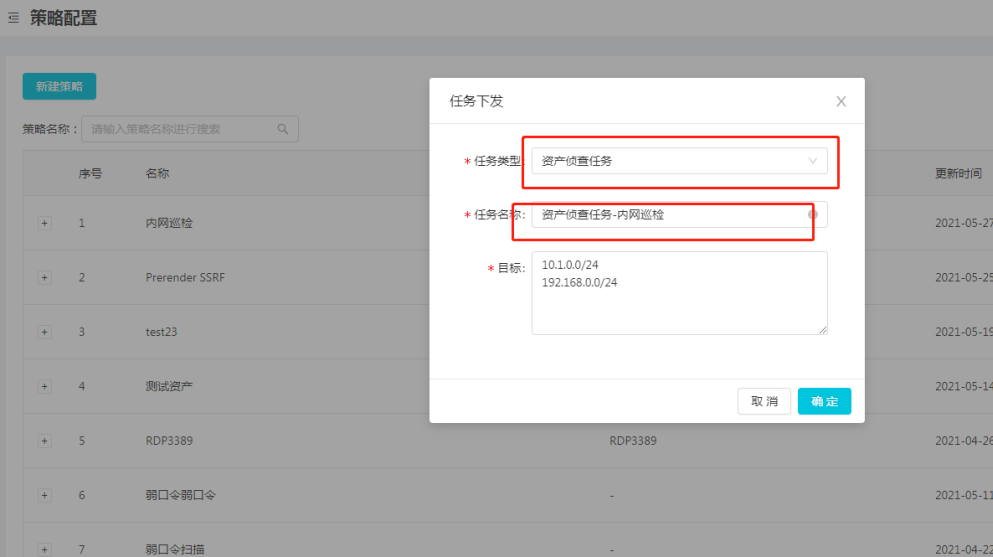 策略配置
新建策略
策略名称：
请输入策略名称进行搜索
序号 名称 更新时间
+ 1 内网巡检 2021-05-27
+ 2 Prerender SSRF 2021-05-25
+ 3 test23 2021-05-19
+ 4 测试资产 2021-05-14
+ 5 RDP3389 RDP3389 2021-04-26
+ 6 弱口令弱口令 - 2021-05-11
+ 7 弱口令扫描 - 2021-04-22
任务下发
* 任务类型: 资产侦查任务
* 任务名称: 资产侦查任务-内网巡检
* 目标: 10.1.0.0/24
192.168.0.0/24
取 消 确 定